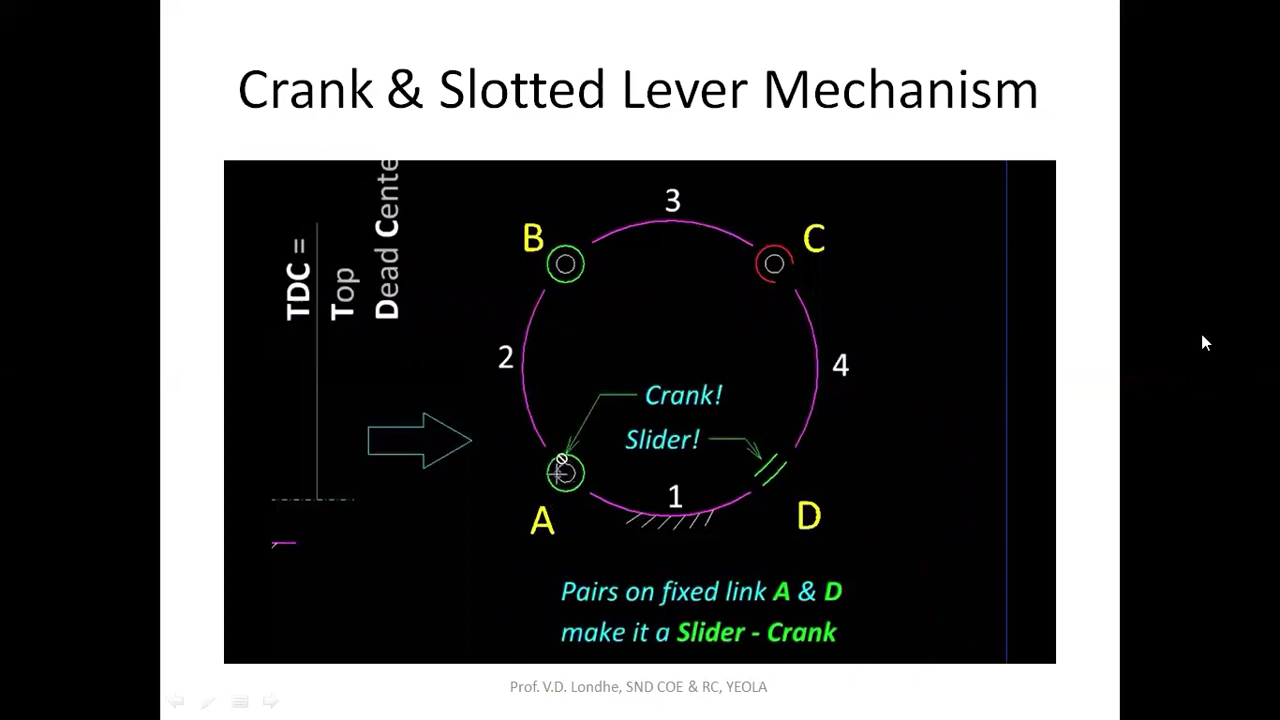 Crank & Slotted Lever Mechanism
TDC =
Top
Dead Cente
3
B
C
2
4
Crank!
Slider!
1
A
D
Pairs on fixed link A & D
make it a Slider - Crank
Prof. V.D. Londhe, SND COE & RC, YEOLA